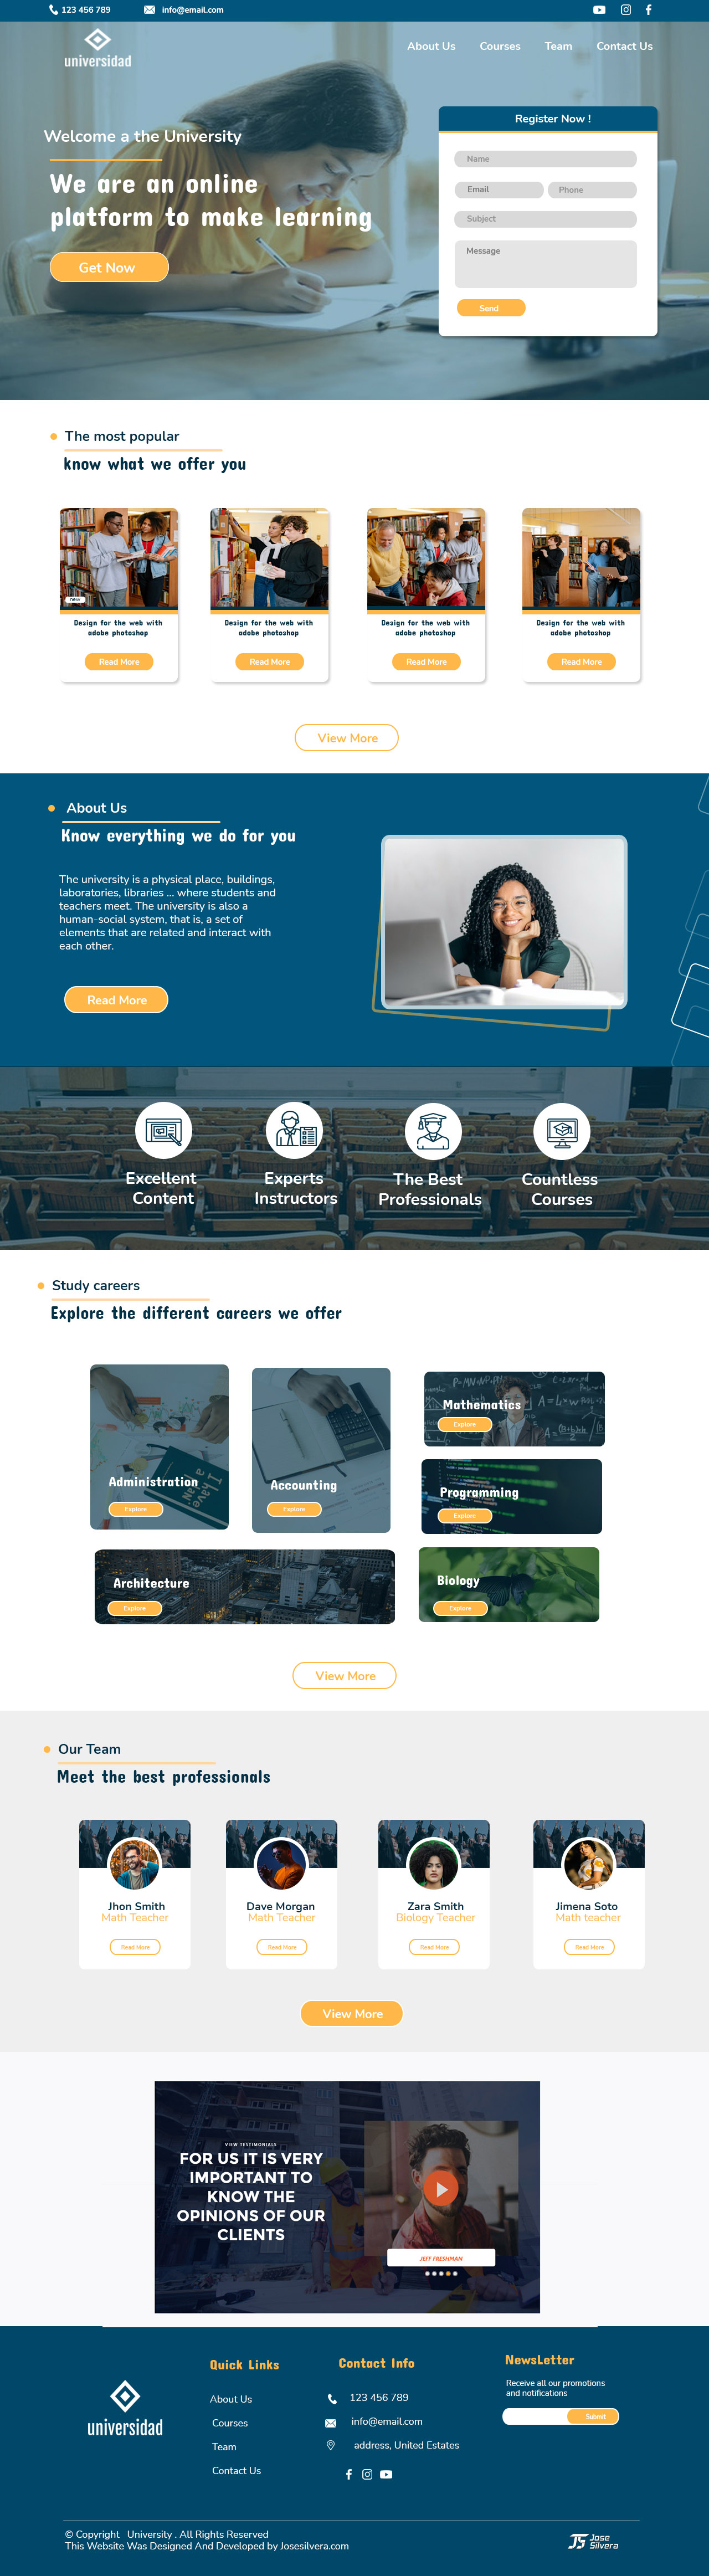 123 456 789
info@email.com
universidad
About Us
Courses
Team
Contact Us
Welcome a the University
We are an online
platform to make learning
Get Now
Register Now !
Name
Email
Phone
Subject
Message
Send
The most popular
know what we offer you
new
Design for the web with
adobe photoshop
Read More
Design for the web with
adobe photoshop
Read More
Design for the web with
adobe photoshop
Read More
Design for the web with
adobe photoshop
Read More
View More
About Us
Know everything we do for you
The university is a physical place, buildings,
laboratories, libraries ... where students and
teachers meet. The university is also a
human-social system, that is, a set of
elements that are related and interact with
each other.
Read More
Excellent
Content
Experts
Instructors
The Best
Professionals
Countless
Courses
Study careers
Explore the different careers we offer
Administration
Explore
Accounting
Explore
Mathematics
Explore
Programming
Explore
Architecture
Explore
Biology
Explore
View More
Our Team
Meet the best professionals
Jhon Smith
Math Teacher
Read More
Dave Morgan
Math Teacher
Read More
Zara Smith
Biology Teacher
Read More
Jimena Soto
Math teacher
Read More
View More
VIEW TESTIMONIALS
FOR US IT IS VERY
IMPORTANT TO
KNOW THE
OPINIONS OF OUR
CLIENTS
JEFF FRESHMAN
universidad
Quick Links
About Us
Courses
Team
Contact Us
Contact Info
123 456 789
info@email.com
address, United Estates
NewsLetter
Receive all our promotions
and notifications
Submit
© Copyright University . All Rights Reserved
This Website Was Designed And Developed by Josesilvera.com
JS Jose
Silvera